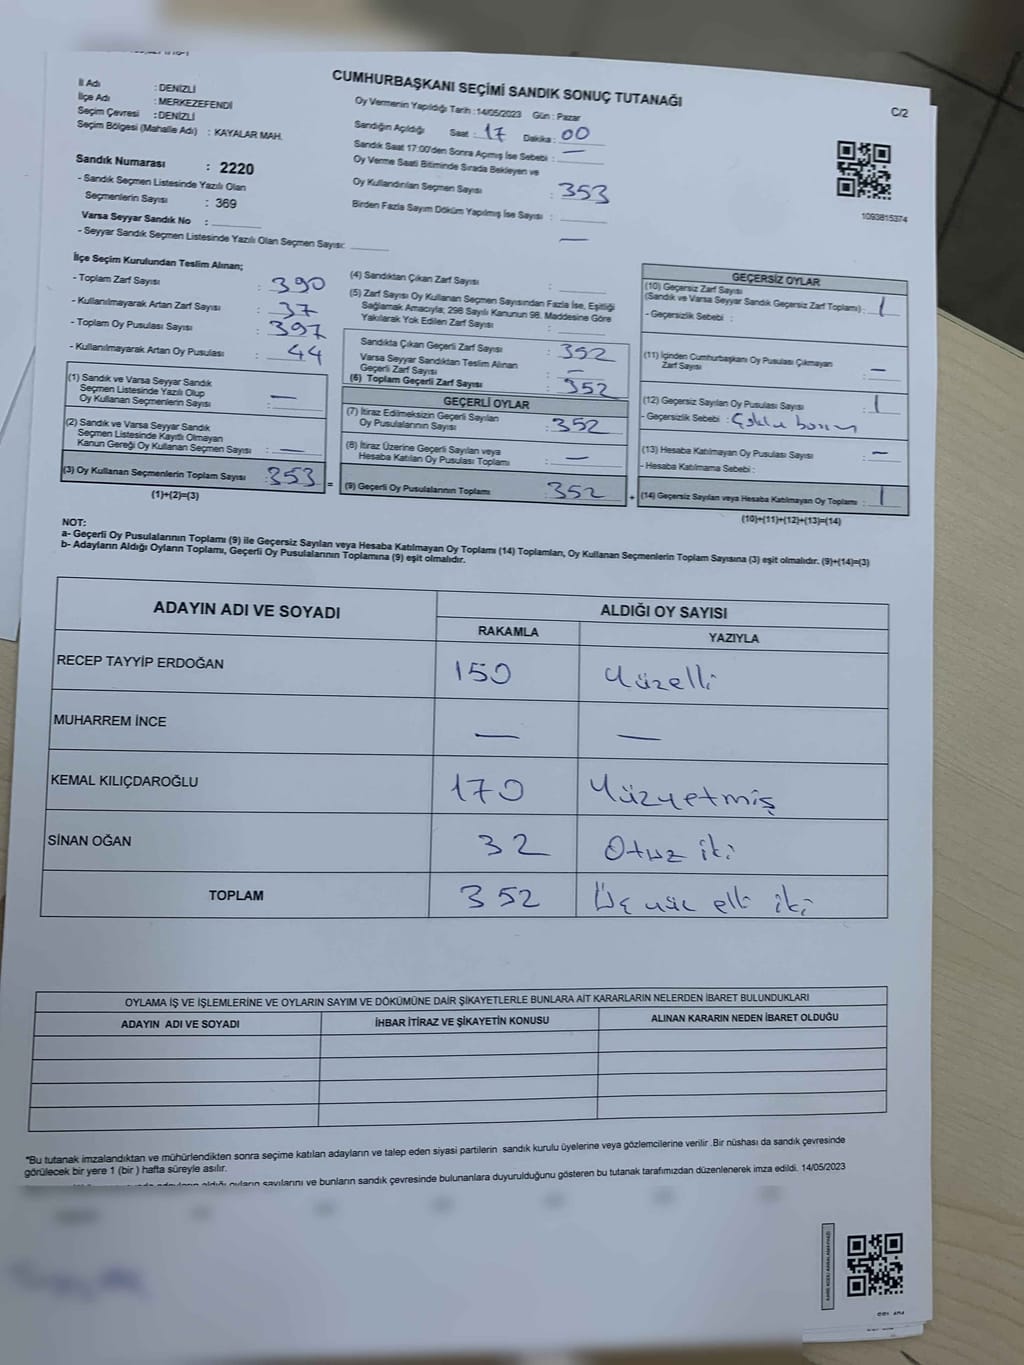 CUMHURBAŞKANI SEÇİMİ SANDIK SONUÇ TUTANAĞI
C/2
İl Adı : DENİZLİ
İlçe Adı : MERKEZEFENDİ
Seçim Çevresi : DENİZLİ
Seçim Bölgesi (Mahalle Adı) : KAYALAR MAH.
Sandık Numarası : 2220
- Sandık Seçmen Listesinde Yazılı Olan
Seçmenlerin Sayısı : 369
Varsa Seyyar Sandık No :
- Seyyar Sandık Seçmen Listesinde Yazılı Olan Seçmen Sayısı:
Oy Vermenin Yapıldığı Tarih : 14/05/2023 Gün : Pazar
Sandığın Açıldığı Saat : 17 Dakika : 00
Sandık Saat 17:00'den Sonra Açımış İse Sebebi : —
Oy Verme Saati Bitiminde Sırada Bekleyen ve
Oy Kullandırılan Seçmen Sayısı : 353
Birden Fazla Sayım Döküm Yapılmış İse Sayısı :
—
1093815374
İlçe Seçim Kurulundan Teslim Alınan;
- Toplam Zarf Sayısı : 390
- Kullanılmayarak Artan Zarf Sayısı : 37
- Toplam Oy Pusulası Sayısı : 397
- Kullanılmayarak Artan Oy Pusulası : 44
(1) Sandık ve Varsa Seyyar Sandık
Seçmen Listesinde Yazılı Olup
Oy Kullanan Seçmenlerin Sayısı : —
(2) Sandık ve Varsa Seyyar Sandık
Seçmen Listesinde Kayıtlı Olmayan
Kanun Gereği Oy Kullanan Seçmen Sayısı : —
(3) Oy Kullanan Seçmenlerin Toplam Sayısı : 353
(1)+(2)=(3)
(4) Sandıktan Çıkan Zarf Sayısı :
(5) Zarf Sayısı Oy Kullanan Seçmen Sayısından Fazla İse, Eşitliği
Sağlamak Amacıyla; 298 Sayılı Kanunun 98. Maddesine Göre
Yakılarak Yok Edilen Zarf Sayısı :
Sandıkta Çıkan Geçerli Zarf Sayısı : 352
Varsa Seyyar Sandıktan Teslim Alınan
Geçerli Zarf Sayısı : —
(6) Toplam Geçerli Zarf Sayısı : 352
GEÇERLİ OYLAR
(7) İtiraz Edilmeksizin Geçerli Sayılan
Oy Pusulalarının Sayısı : 352
(8) İtiraz Üzerine Geçerli Sayılan veya
Hesaba Katılan Oy Pusulası Toplamı : —
= (9) Geçerli Oy Pusulalarının Toplamı : 352
GEÇERSİZ OYLAR
(10) Geçersiz Zarf Sayısı
(Sandık ve Varsa Seyyar Sandık Geçersiz Zarf Toplamı) : 1
- Geçersizlik Sebebi :
(11) İçinden Cumhurbaşkanı Oy Pusulası Çıkmayan
Zarf Sayısı : —
(12) Geçersiz Sayılan Oy Pusulası Sayısı : 1
- Geçersizlik Sebebi :
(13) Hesaba Katılmayan Oy Pusulası Sayısı : —
- Hesaba Katılmama Sebebi :
+ (14) Geçersiz Sayılan veya Hesaba Katılmayan Oy Toplamı : 1
(10)+(11)+(12)+(13)=(14)
NOT:
a- Geçerli Oy Pusulalarının Toplamı (9) ile Geçersiz Sayılan veya Hesaba Katılmayan Oy Toplamı (14) Toplamları, Oy Kullanan Seçmenlerin Toplam Sayısına (3) eşit olmalıdır. (9)+(14)=(3)
b- Adayların Aldığı Oyların Toplamı, Geçerli Oy Pusulalarının Toplamına (9) eşit olmalıdır.
ADAYIN ADI VE SOYADI ALDIĞI OY SAYISI
RAKAMLA YAZIYLA
RECEP TAYYİP ERDOĞAN 150 Yüzelli
MUHARREM İNCE — —
KEMAL KILIÇDAROĞLU 170 Yüzyetmiş
SİNAN OĞAN 32 Otuz iki
TOPLAM 352 Üç yüz elli iki
OYLAMA İŞ VE İŞLEMLERİNE VE OYLARIN SAYIM VE DÖKÜMÜNE DAİR ŞİKAYETLERLE BUNLARA AİT KARARLARIN NELERDEN İBARET BULUNDUKLARI
ADAYIN ADI VE SOYADI İHBAR İTİRAZ VE ŞİKAYETİN KONUSU ALINAN KARARIN NEDEN İBARET OLDUĞU
*Bu tutanak imzalandıktan ve mühürlendikten sonra seçime katılan adayların ve talep eden siyasi partilerin sandık kurulu üyelerine veya gözlemcilerine verilir .Bir nüshası da sandık çevresinde
görülecek bir yere 1 (bir ) hafta süreyle asılır.
adayların aldığı oyların sayılarını ve bunların sandık çevresinde bulunanlara duyurulduğunu gösteren bu tutanak tarafımızdan düzenlenerek imza edildi. 14/05/2023